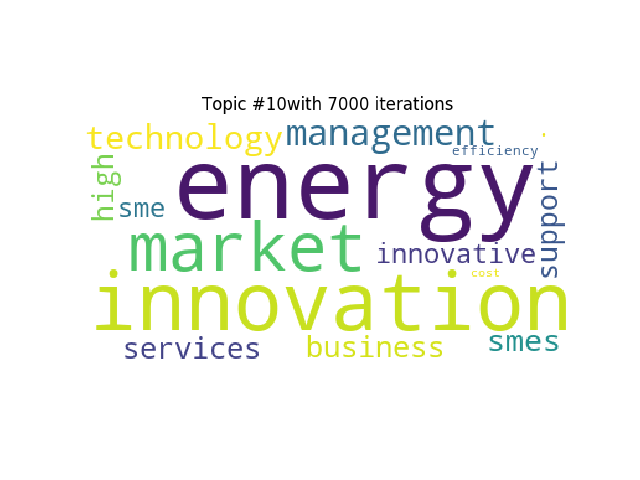 Topic #10with 7000 iterations
technology management
efficiency
high
energy
support
sme
market
innovative
cost
innovation
services business smes